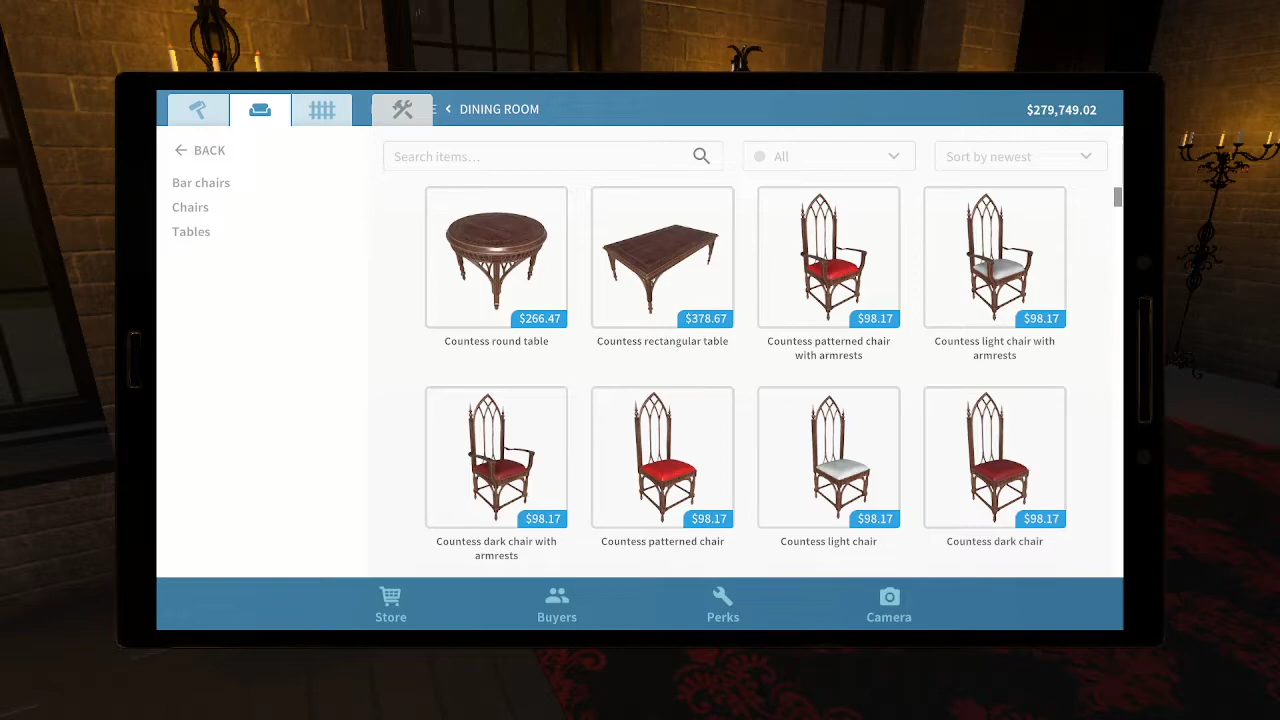 DINING ROOM
$279,749.02
BACK
Search items...
All
Sort by newest
Bar chairs
Chairs
Tables
$266.47
$378.67
$98.17
$98.17
Countess round table
Countess rectangular table
Countess patterned chair
with armrests
Countess light chair with
armrests
$98.17
$98.17
$98.17
$98.17
Countess dark chair with
armrests
Countess patterned chair
Countess light chair
Countess dark chair
Store
Buyers
Perks
Camera